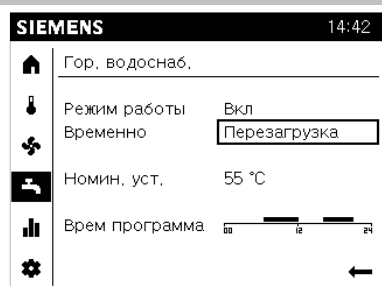 SIEMENS 14:42
Гор. водоснаб.
Режим работы Вкл
Временно Перезагрузка
Номин. уст. 55 °C
Врем программа 00 12 24